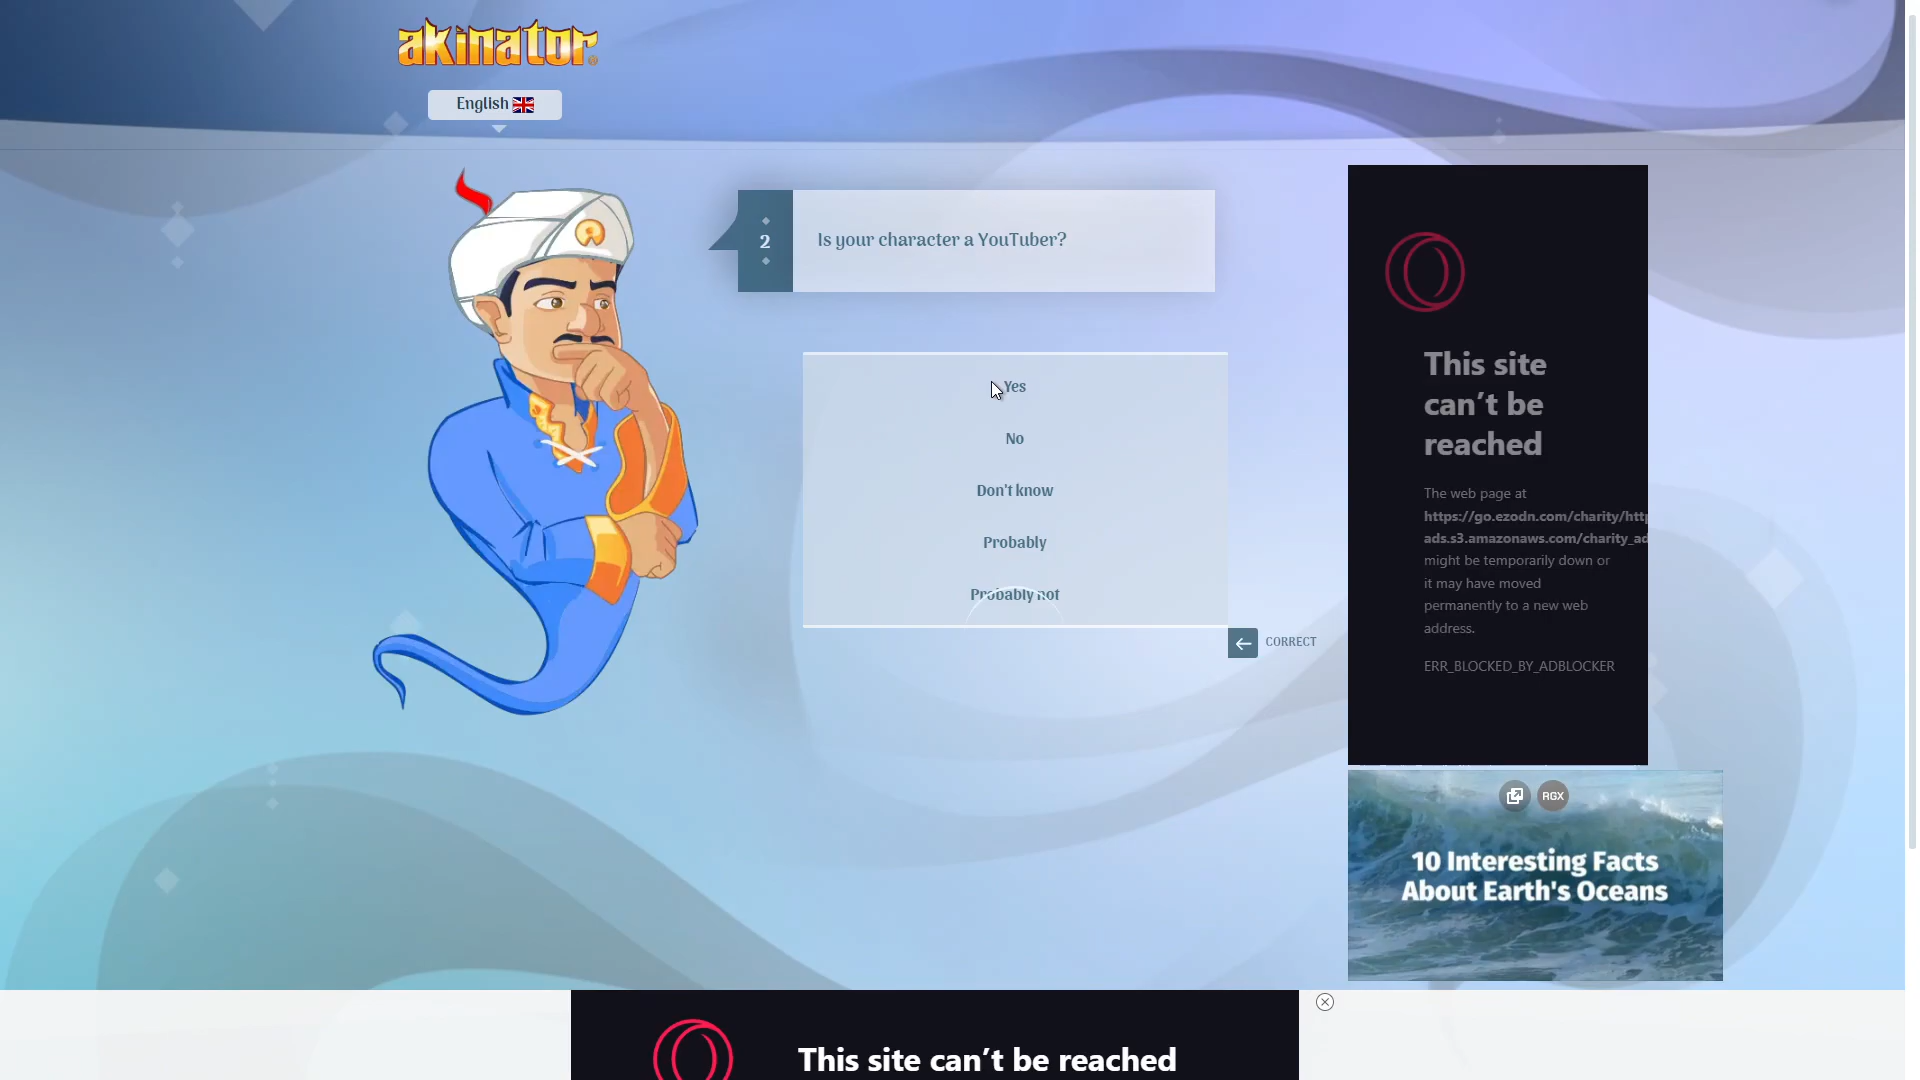 akinator
English
2
Is your character a YouTuber?
Yes
No
Don't know
Probably
Probably not
CORRECT
This site
can't be
reached
The web page at
https://go.ezodn.com/charity/http
ads.s3.amazonaws.com/charity_ad
might be temporarily down or
it may have moved
permanently to a new web
address.
ERR_BLOCKED_BY_ADBLOCKER
RGX
10 Interesting Facts
About Earth's Oceans
This site can't be reached